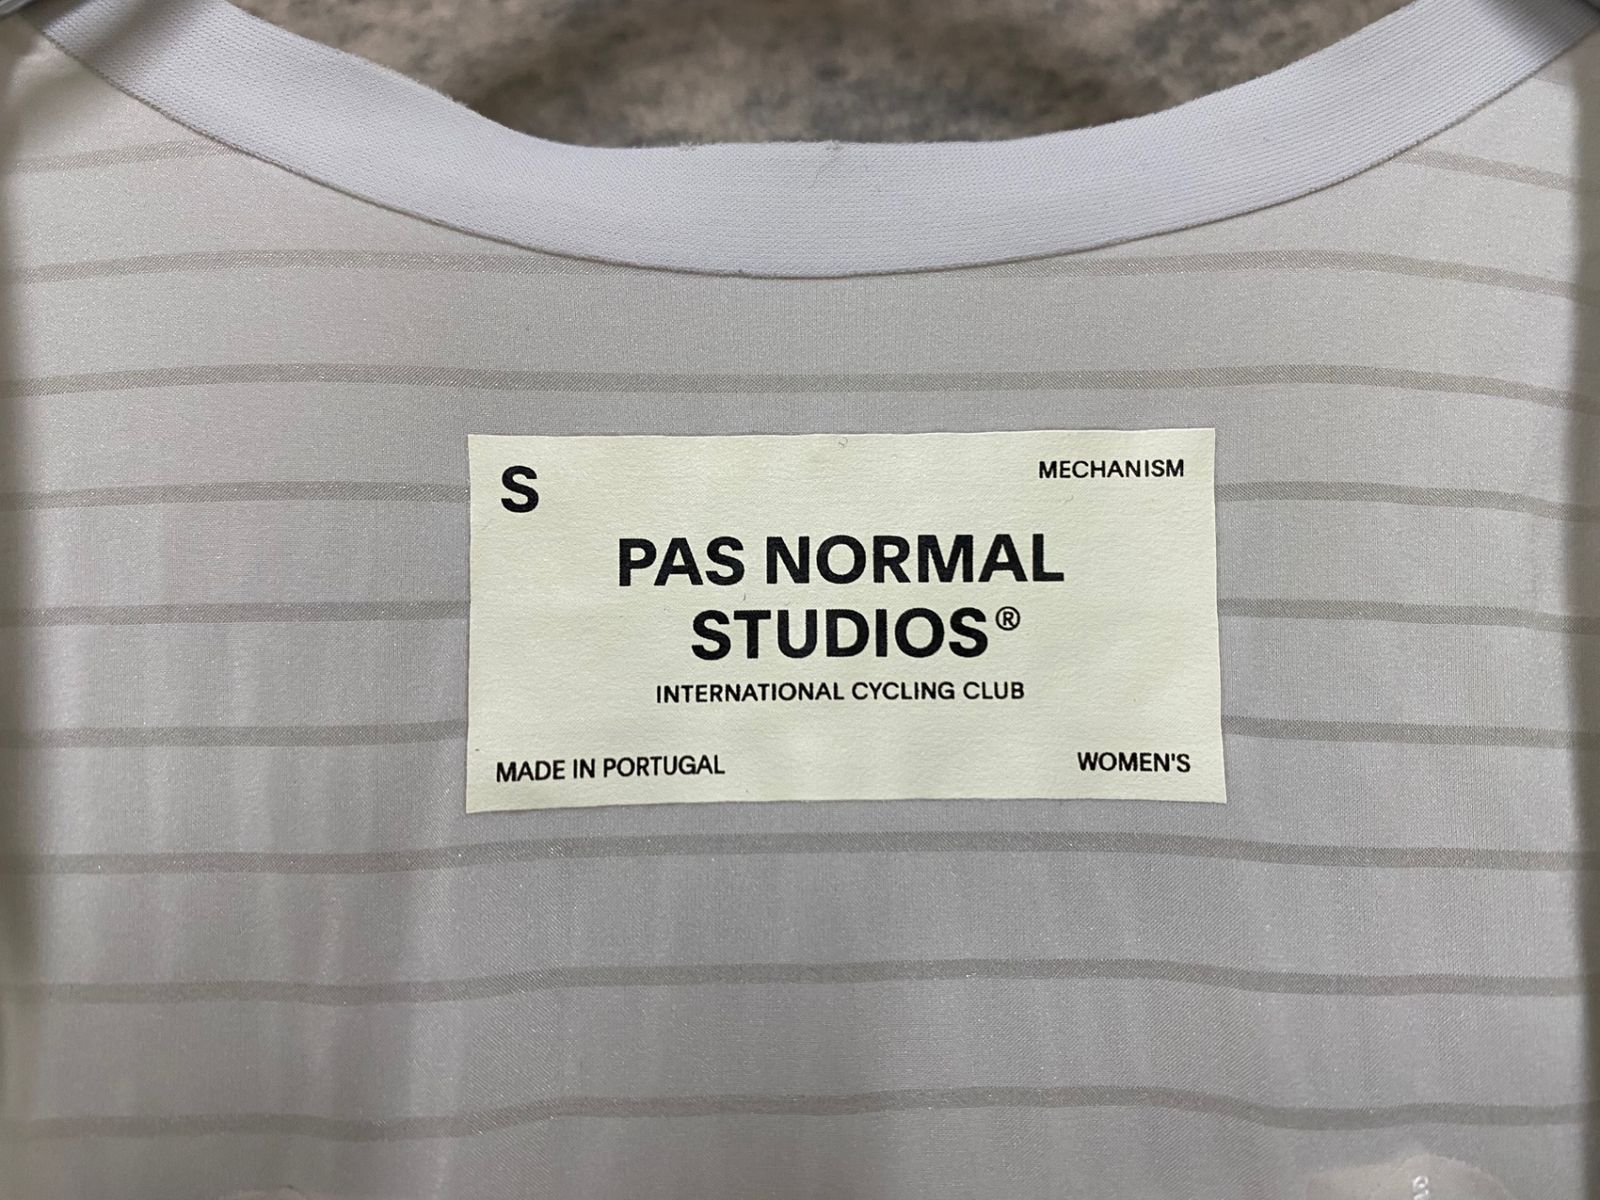 S
MECHANISM
PAS NORMAL
STUDIOS®
INTERNATIONAL CYCLING CLUB
MADE IN PORTUGAL
WOMEN'S